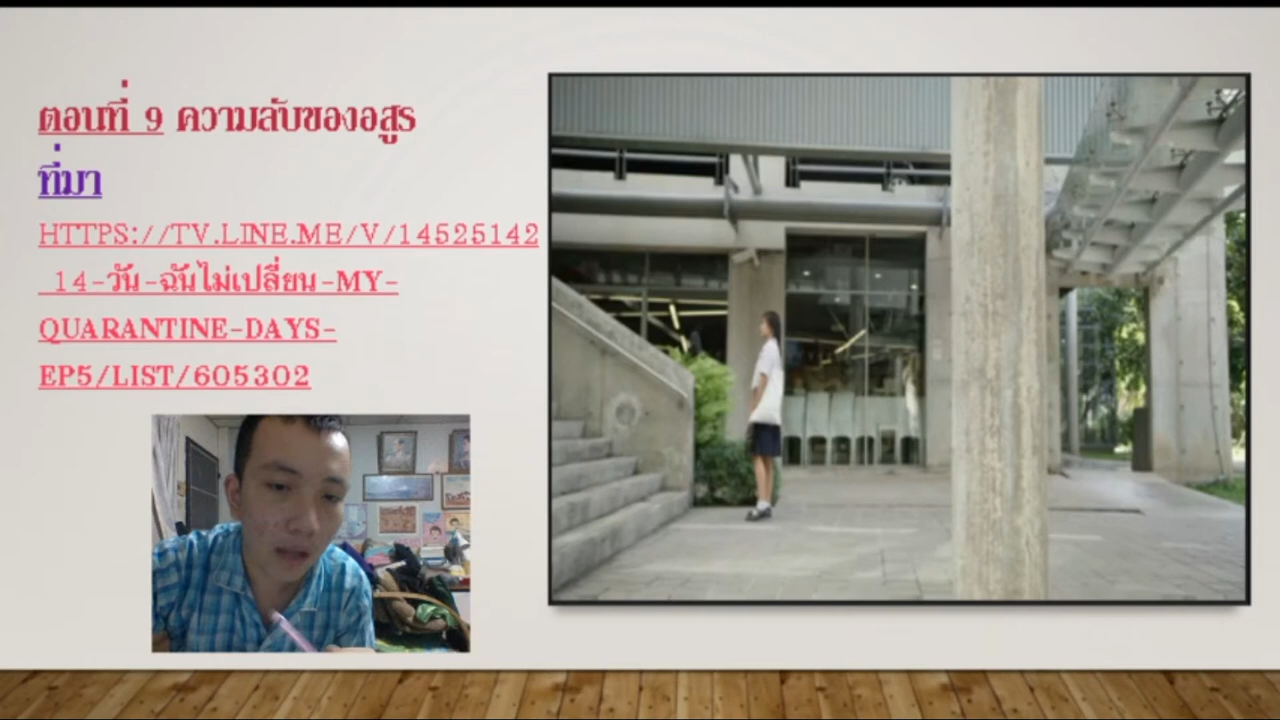 ตอนที่ 9 ความลับของอสูร
ที่มา
HTTPS://TV.LINE.ME/V/14525142
_14-วัน-ฉันไม่เปลี่ยน-MY-
QUARANTINE-DAYS-
EP5/LIST/605302